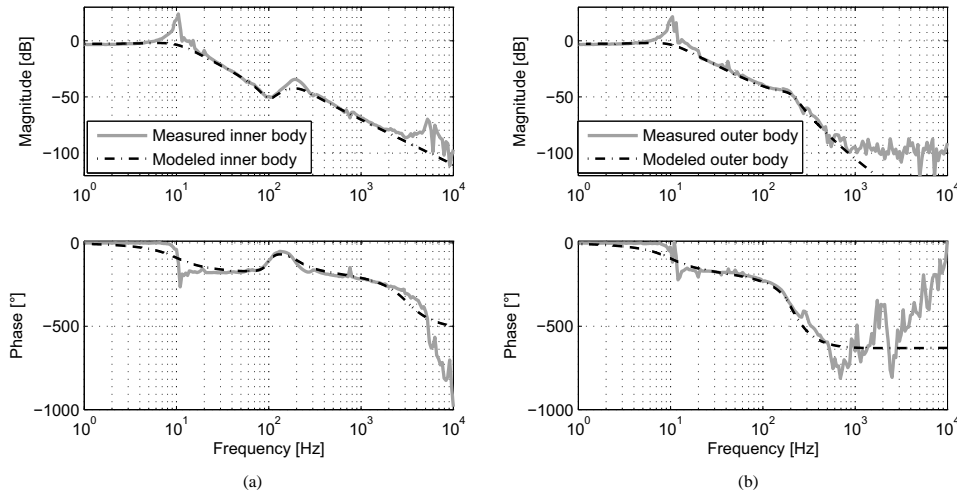 0
−50
−100
Magnitude [dB]
Measured inner body
Modeled inner body
10^0
10^1
10^2
10^3
10^4
0
−500
−1000
Phase [°]
10^0
10^1
10^2
10^3
10^4
Frequency [Hz]
(a)
0
−50
−100
Magnitude [dB]
Measured outer body
Modeled outer body
10^0
10^1
10^2
10^3
10^4
0
−500
−1000
Phase [°]
10^0
10^1
10^2
10^3
10^4
Frequency [Hz]
(b)